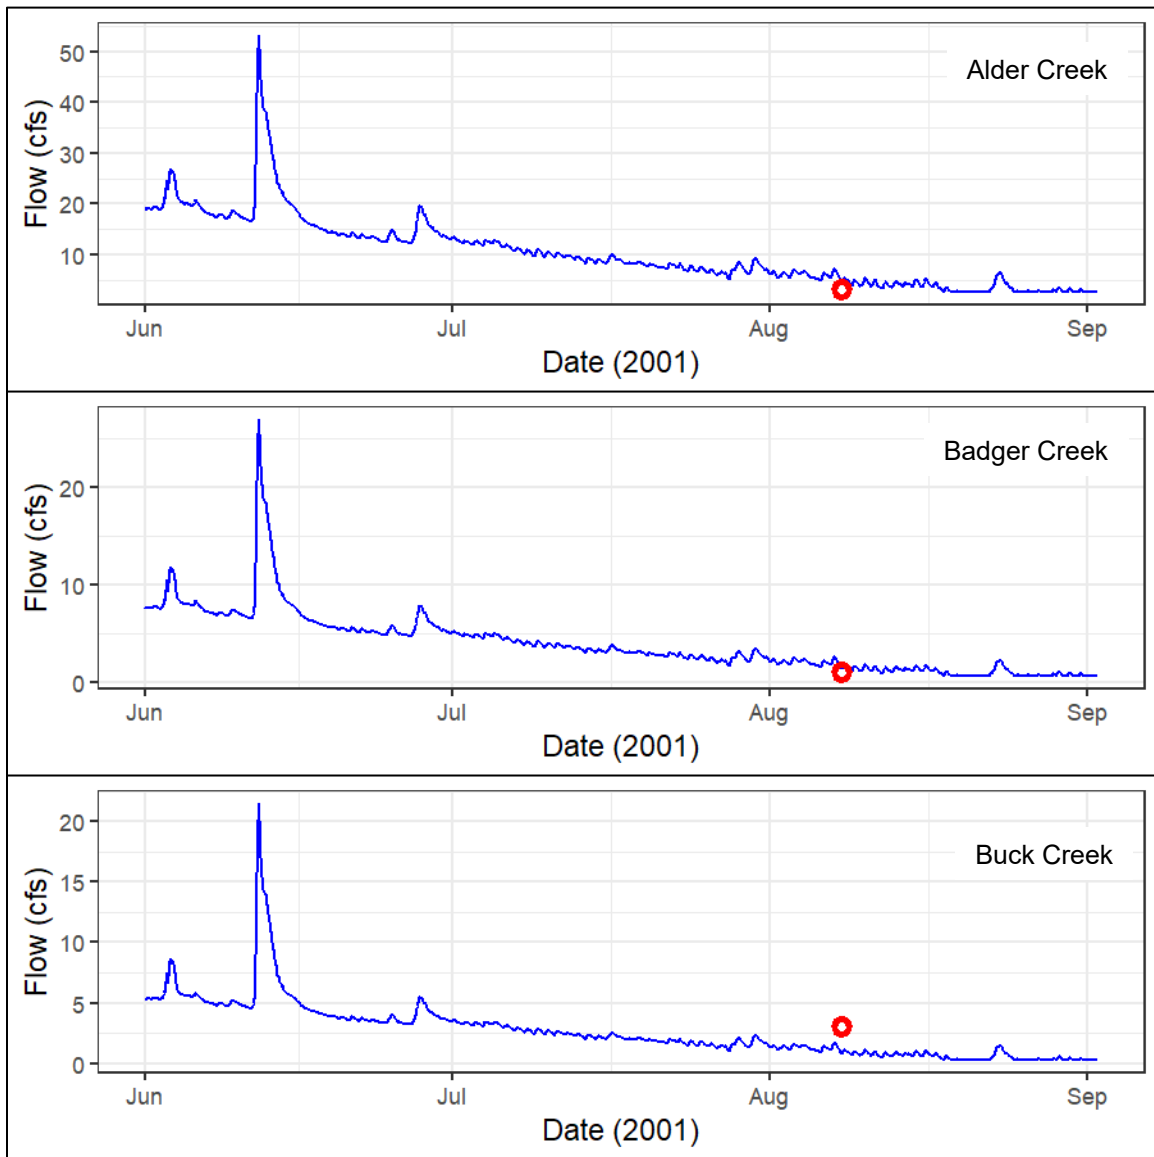 Alder Creek
Flow (cfs)
50
40
30
20
10
Jun
Jul
Aug
Sep
Date (2001)
Badger Creek
Flow (cfs)
20
10
0
Jun
Jul
Aug
Sep
Date (2001)
Buck Creek
Flow (cfs)
20
15
10
5
0
Jun
Jul
Aug
Sep
Date (2001)